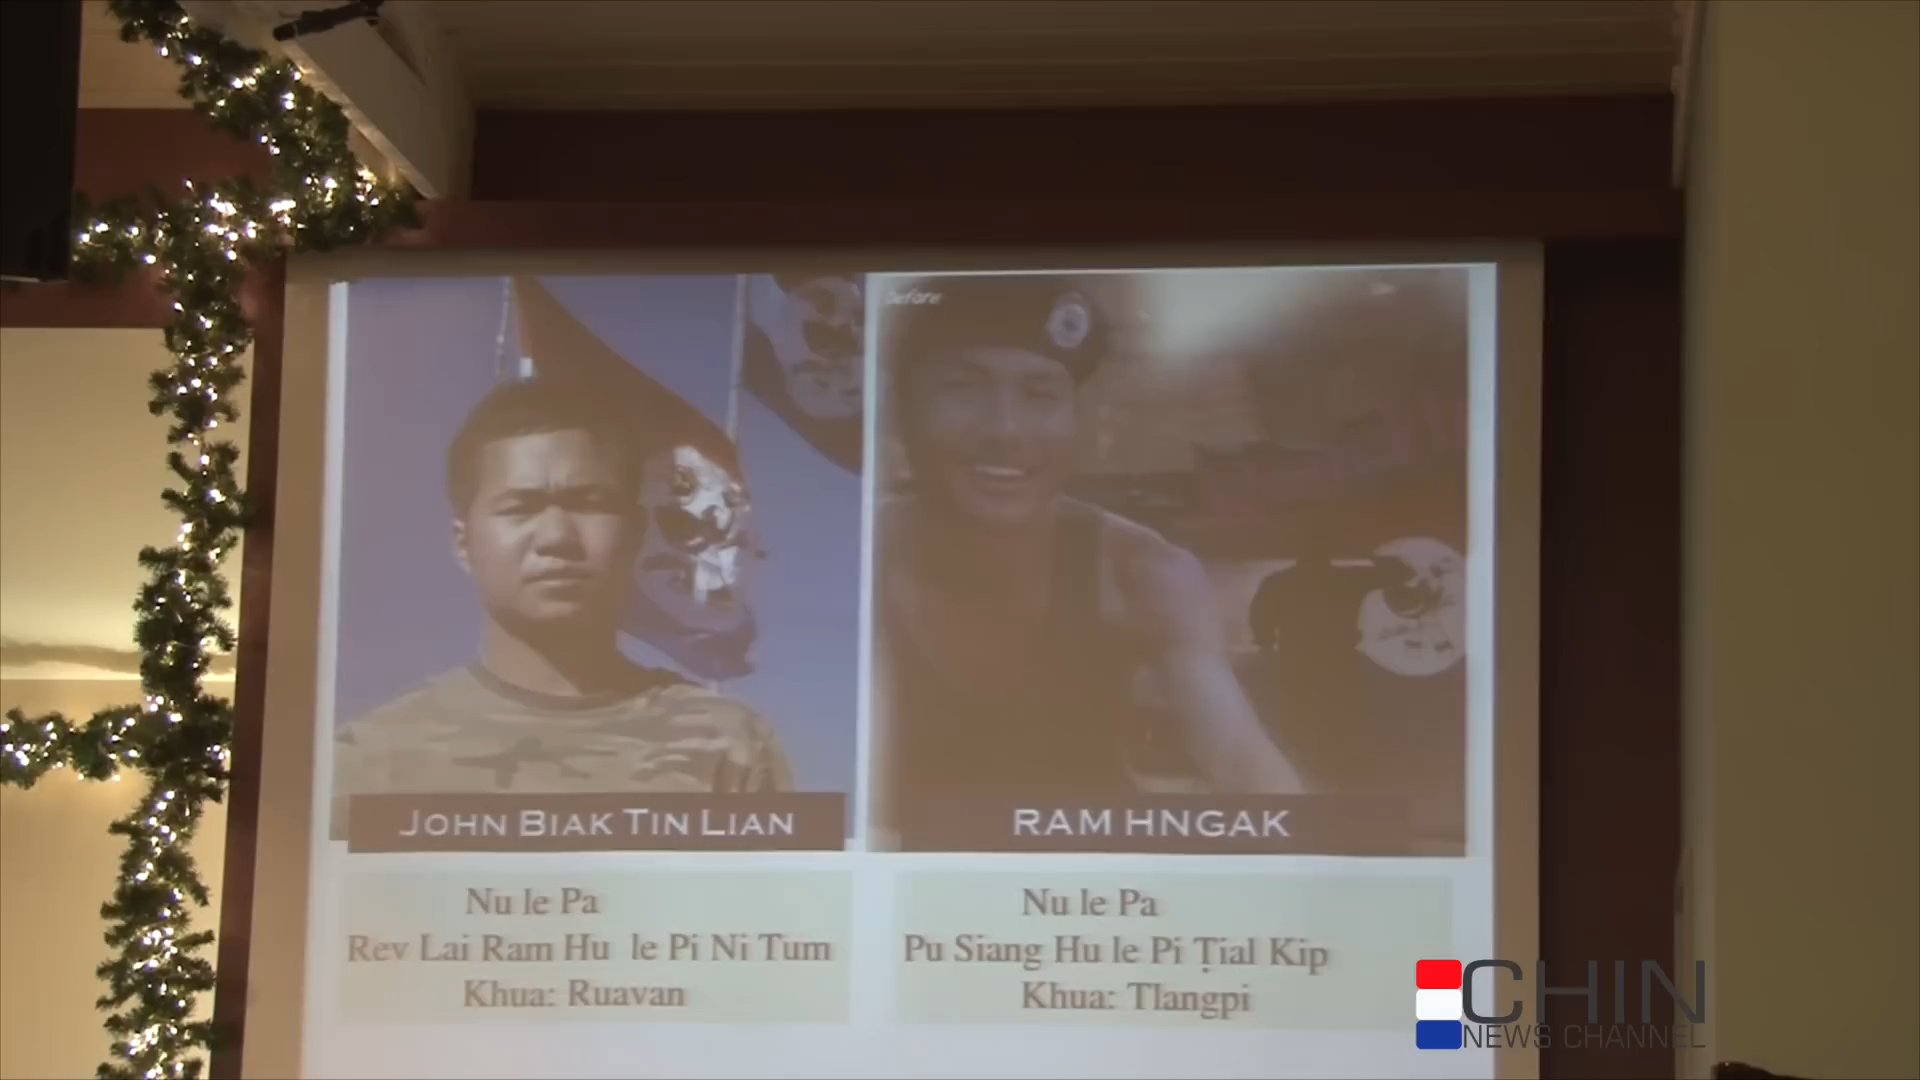 before
JOHN BIAK TIN LIAN
Nu le Pa
Rev Lai Ram Hu le Pi Ni Tum
Khua: Ruavan
RAM HNGAK
Nu le Pa
Pu Siang Hu le Pi Ṭial Kip
Khua: Tlangpi
CHIN
NEWS CHANNEL